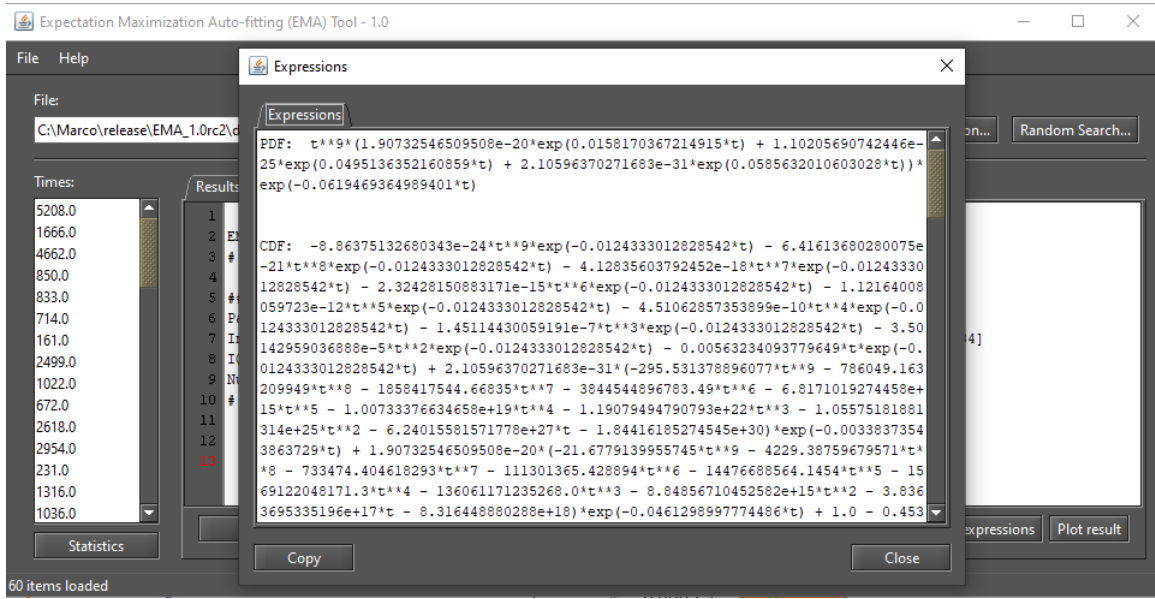 Expectation Maximization Auto-fitting (EMA) Tool - 1.0
File Help
Expressions
File:
C:\Marco\release\EMA_1.0rc2\d
on...
Random Search...
Expressions
PDF: t**9*(1.90732546509508e-20*exp(0.0158170367214915*t) + 1.10205690742446e-
25*exp(0.0495136352160859*t) + 2.10596370271683e-31*exp(0.0585632010603028*t))*
exp(-0.0619469364989401*t)
CDF: -8.86375132680343e-24*t**9*exp(-0.0124333012828542*t) - 6.41613680280075e
-21*t**8*exp(-0.0124333012828542*t) - 4.12835603792452e-18*t**7*exp(-0.01243330
12828542*t) - 2.32428150883171e-15*t**6*exp(-0.0124333012828542*t) - 1.12164008
059723e-12*t**5*exp(-0.0124333012828542*t) - 4.51062857353899e-10*t**4*exp(-0.0
124333012828542*t) - 1.45114430059191e-7*t**3*exp(-0.0124333012828542*t) - 3.50
142959036888e-5*t**2*exp(-0.0124333012828542*t) - 0.00563234093779649*t*exp(-0.
0124333012828542*t) + 2.10596370271683e-31*(-295.531378896077*t**9 - 786049.163
209949*t**8 - 1858417544.66835*t**7 - 3844544896783.49*t**6 - 6.8171019274458e+
15*t**5 - 1.00733376634658e+19*t**4 - 1.19079494790793e+22*t**3 - 1.05575181881
314e+25*t**2 - 6.24015581571778e+27*t - 1.84416185274545e+30)*exp(-0.0033837354
3863729*t) + 1.90732546509508e-20*(-21.6779139955745*t**9 - 4229.38759679571*t*
*8 - 733474.404618293*t**7 - 111301365.428894*t**6 - 14476688564.1454*t**5 - 15
69122048171.3*t**4 - 136061171235268.0*t**3 - 8.84856710452582e+15*t**2 - 3.836
3695335196e+17*t - 8.316448880288e+18)*exp(-0.0461298997774486*t) + 1.0 - 0.453
Copy
Close
Times:
5208.0
1666.0
4662.0
850.0
833.0
714.0
161.0
2499.0
1022.0
672.0
2618.0
2954.0
231.0
1316.0
1036.0
Statistics
Results
1
2
3 #
4
5 ##
6 Pa
7
8
9 Nu
10 #
11
12
13
4]
expressions
Plot result
60 items loaded